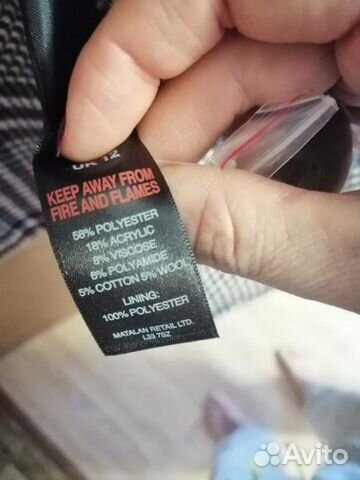 UK 12
KEEP AWAY FROM
FIRE AND FLAMES
58% POLYESTER
18% ACRYLIC
8% VISCOSE
6% POLYAMIDE
5% COTTON 5% WOOL
LINING:
100% POLYESTER
MATALAN RETAIL LTD.
L33 7SZ
Avito